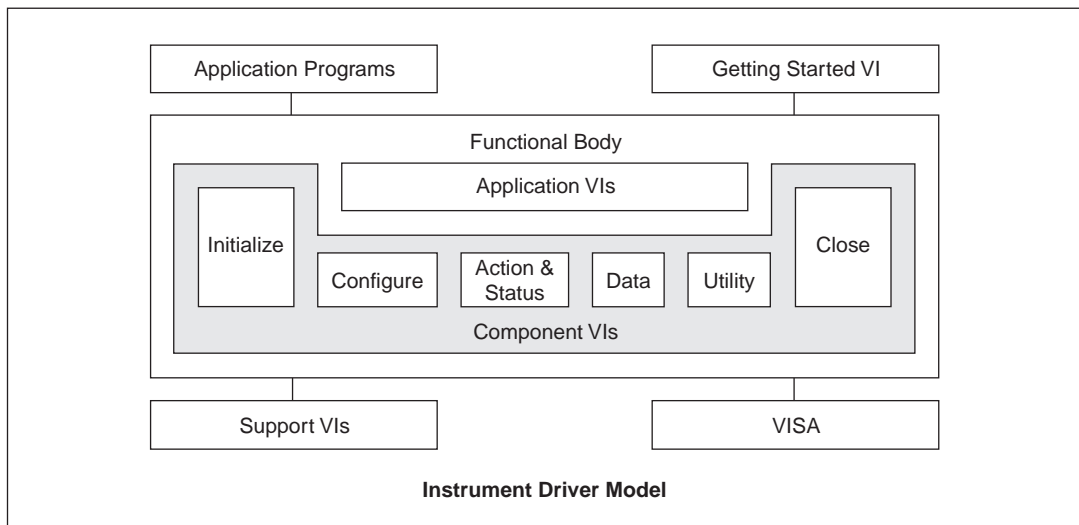 Application Programs
Getting Started VI
Functional Body
Application VIs
Initialize
Close
Configure
Action &
Status
Data
Utility
Component VIs
Support VIs
VISA
Instrument Driver Model